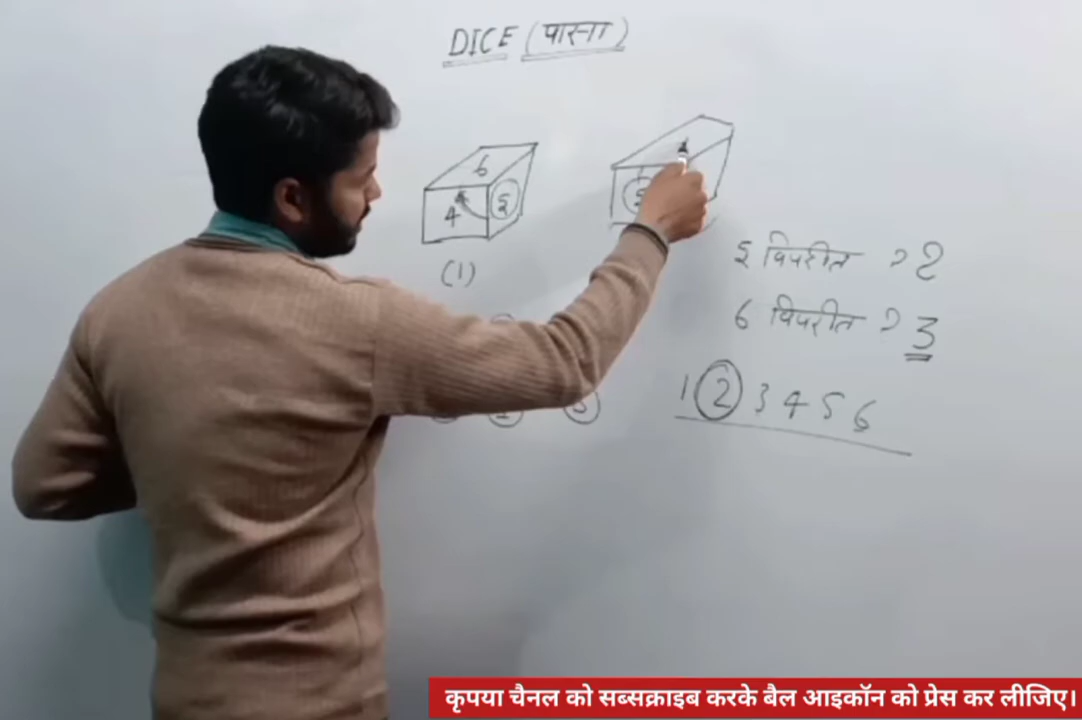 DICE (पासा)
6
4 5
5
(1)
5 विपरीत > 2
6 विपरीत > 3
1 2 3 4 5 6
कृपया चैनल को सब्सक्राइब करके बैल आइकॉन को प्रेस कर लीजिए।